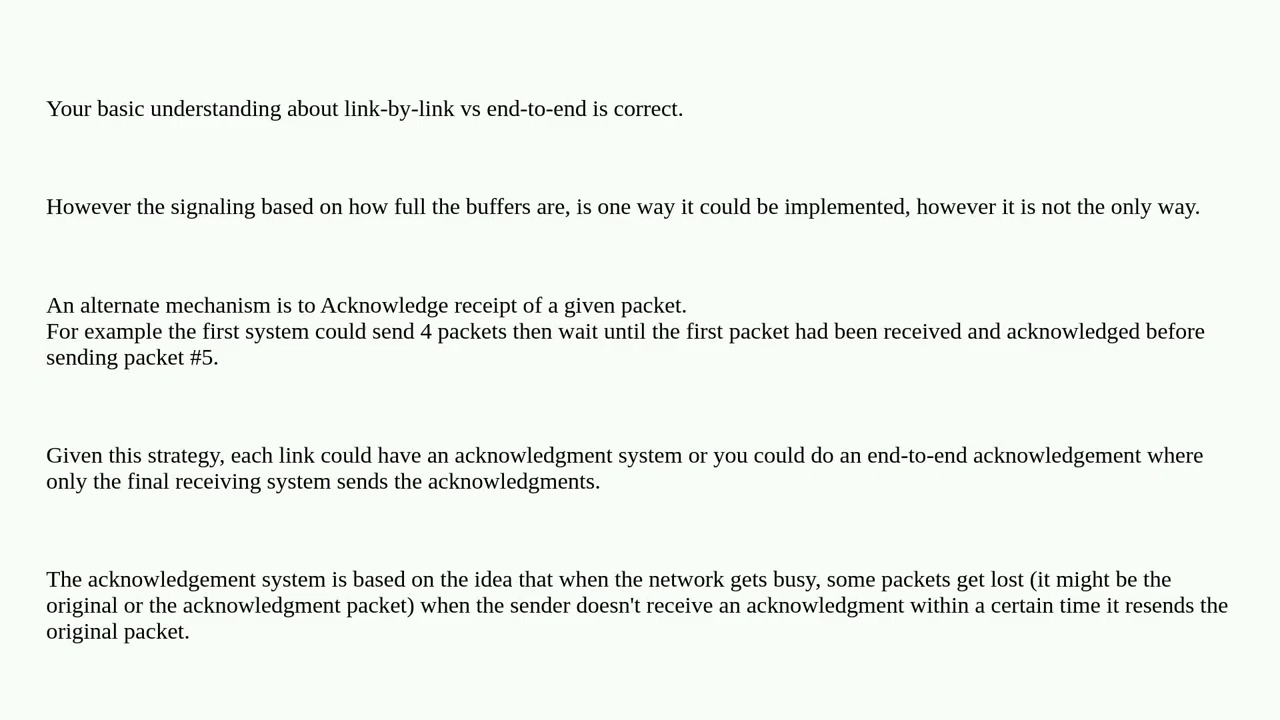 Your basic understanding about link-by-link vs end-to-end is correct.
However the signaling based on how full the buffers are, is one way it could be implemented, however it is not the only way.
An alternate mechanism is to Acknowledge receipt of a given packet.
For example the first system could send 4 packets then wait until the first packet had been received and acknowledged before
sending packet #5.
Given this strategy, each link could have an acknowledgment system or you could do an end-to-end acknowledgement where
only the final receiving system sends the acknowledgments.
The acknowledgement system is based on the idea that when the network gets busy, some packets get lost (it might be the
original or the acknowledgment packet) when the sender doesn't receive an acknowledgment within a certain time it resends the
original packet.